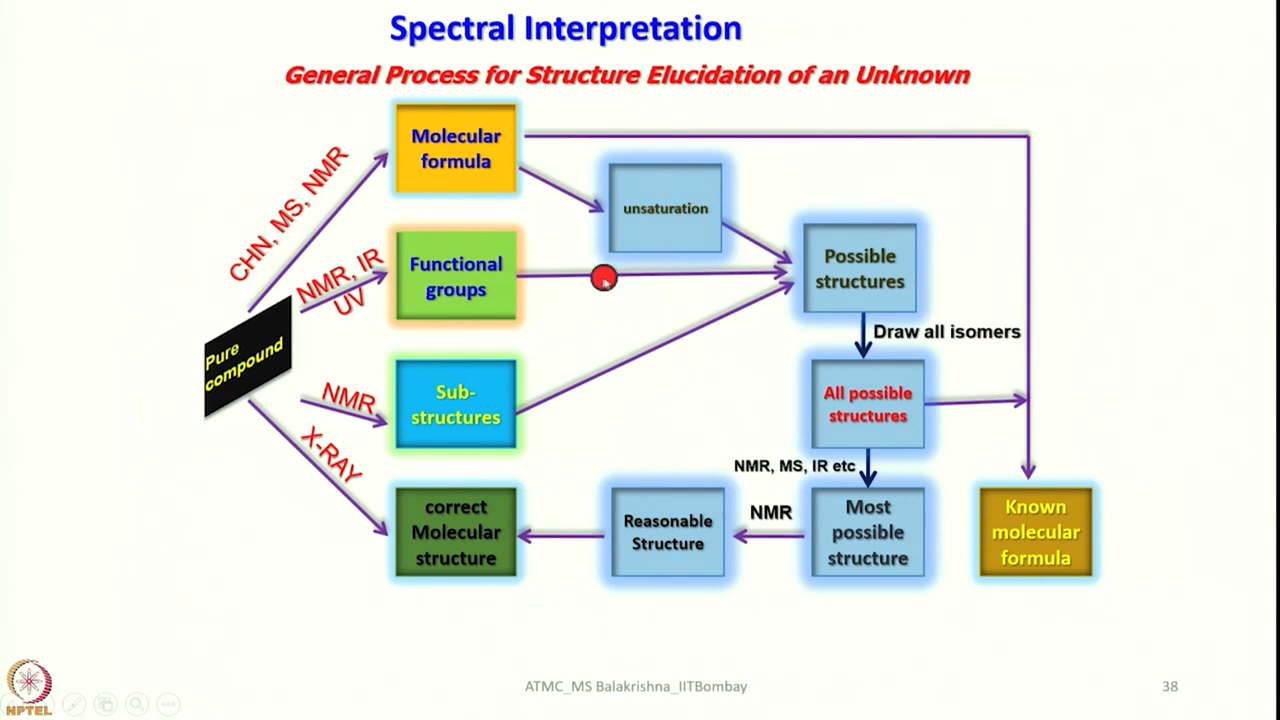 Spectral Interpretation
General Process for Structure Elucidation of an Unknown
Molecular
formula
CHN, MS, NMR
unsaturation
NMR, IR
UV
Functional
groups
Possible
structures
Draw all isomers
Pure
compound
NMR
Sub-
structures
All possible
structures
X-RAY
NMR, MS, IR etc
correct
Molecular
structure
Reasonable
Structure
NMR
Most
possible
structure
Known
molecular
formula
NPTEL
ATMC_MS Balakrishna_IITBombay
38